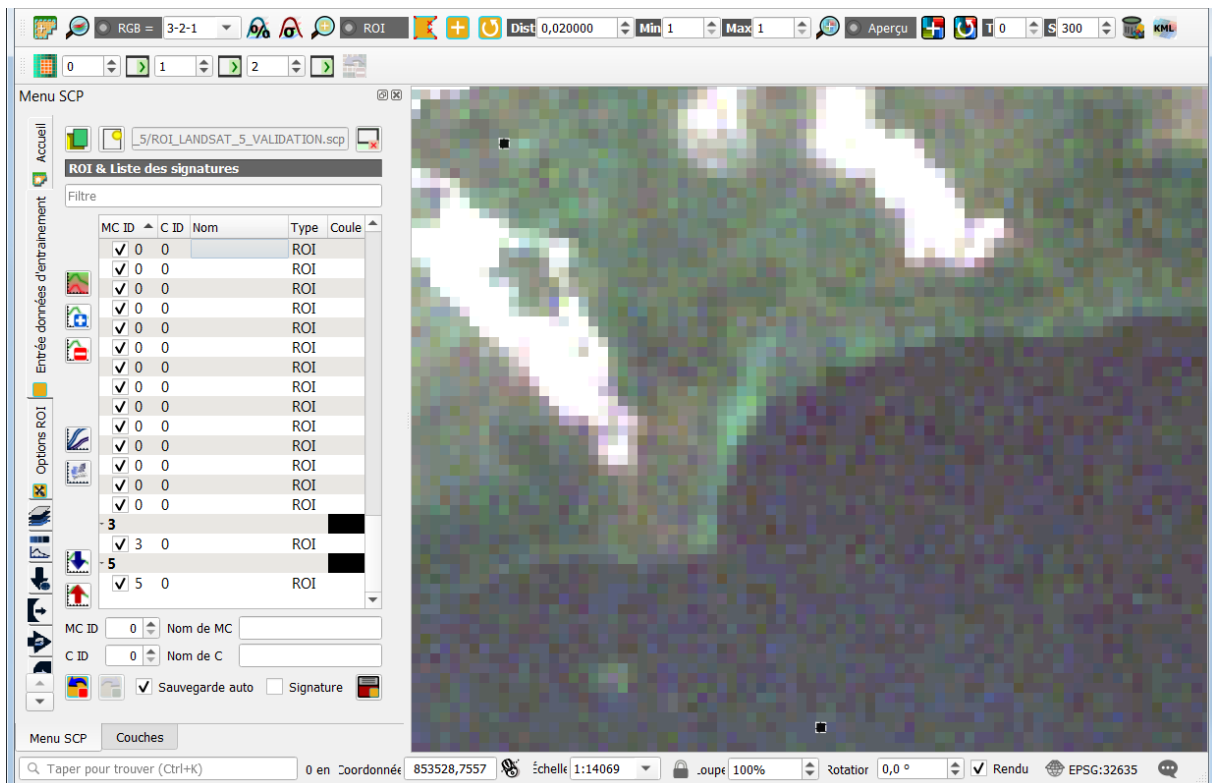 RGB = 3-2-1 ROI Dist 0,020000 Min 1 Max 1 Aperçu T 0 S 300 KML
0 1 2
Menu SCP
_5/ROI_LANDSAT_5_VALIDATION.scp
ROI & Liste des signatures
Filtre
MC ID C ID Nom Type Coule
0 0 ROI
0 0 ROI
0 0 ROI
0 0 ROI
0 0 ROI
0 0 ROI
0 0 ROI
0 0 ROI
0 0 ROI
0 0 ROI
0 0 ROI
0 0 ROI
0 0 ROI
0 0 ROI
3
3 0 ROI
5
5 0 ROI
MC ID 0 Nom de MC
C ID 0 Nom de C
Sauvegarde auto Signature
Accueil
Entrée données d'entrainement
Options ROI
Menu SCP Couches
Taper pour trouver (Ctrl+K) 0 en Coordonnée 853528,7557 Échelle 1:14069 Loupe 100% Rotation 0,0 ° Rendu EPSG:32635